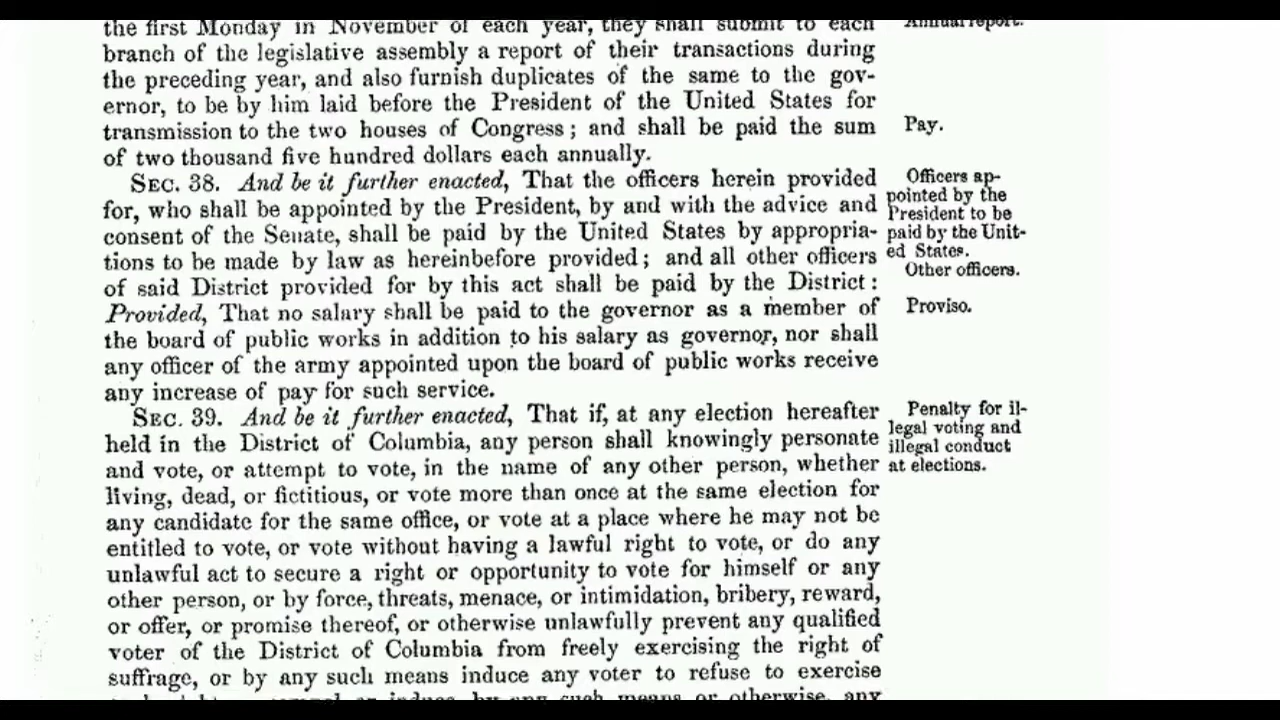 the first Monday in November of each year, they shall submit to each
Annual report.
branch of the legislative assembly a report of their transactions during
the preceding year, and also furnish duplicates of the same to the gov-
ernor, to be by him laid before the President of the United States for
transmission to the two houses of Congress; and shall be paid the sum
Pay.
of two thousand five hundred dollars each annually.
SEC. 38. And be it further enacted, That the officers herein provided
for, who shall be appointed by the President, by and with the advice and
consent of the Senate, shall be paid by the United States by appropria-
tions to be made by law as hereinbefore provided; and all other officers
of said District provided for by this act shall be paid by the District:
Officers ap-
pointed by the
President to be
paid by the Unit-
ed States.
Other officers.
Provided, That no salary shall be paid to the governor as a member of
Proviso.
the board of public works in addition to his salary as governor, nor shall
any officer of the army appointed upon the board of public works receive
any increase of pay for such service.
SEC. 39. And be it further enacted, That if, at any election hereafter
held in the District of Columbia, any person shall knowingly personate
and vote, or attempt to vote, in the name of any other person, whether
Penalty for il-
legal voting and
illegal conduct
at elections.
living, dead, or fictitious, or vote more than once at the same election for
any candidate for the same office, or vote at a place where he may not be
entitled to vote, or vote without having a lawful right to vote, or do any
unlawful act to secure a right or opportunity to vote for himself or any
other person, or by force, threats, menace, or intimidation, bribery, reward,
or offer, or promise thereof, or otherwise unlawfully prevent any qualified
voter of the District of Columbia from freely exercising the right of
suffrage, or by any such means induce any voter to refuse to exercise
or induce, by any such means or otherwise, any